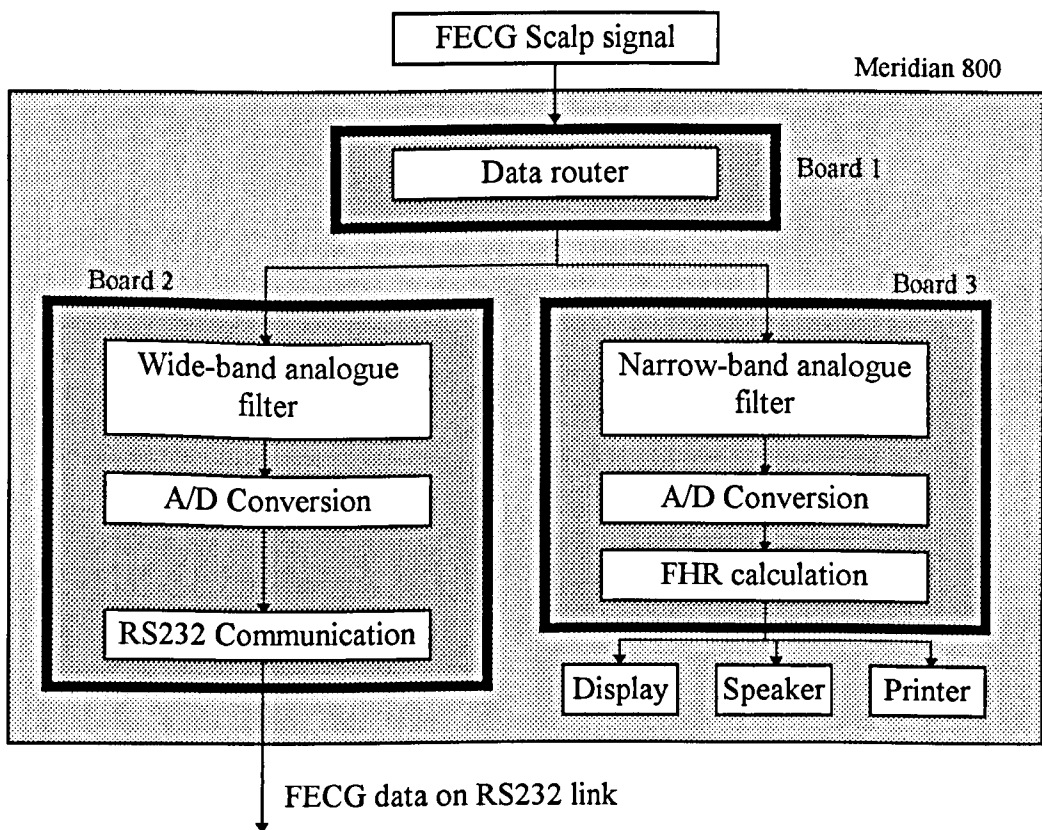 FECG Scalp signal
Meridian 800
Data router
Board 1
Board 2
Board 3
Wide-band analogue
filter
A/D Conversion
RS232 Communication
Narrow-band analogue
filter
A/D Conversion
FHR calculation
Display
Speaker
Printer
FECG data on RS232 link